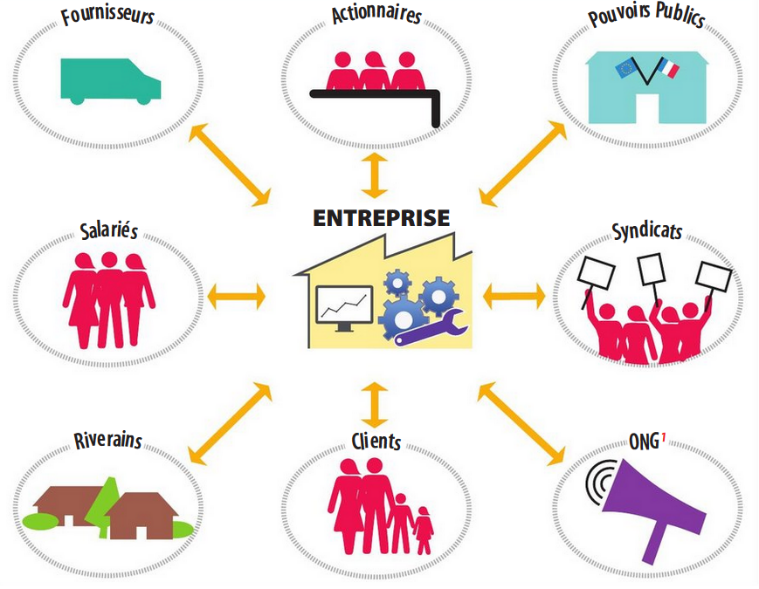 Fournisseurs
Actionnaires
Pouvoirs Publics
ENTREPRISE
Salariés
Syndicats
Riverains
Clients
ONG¹